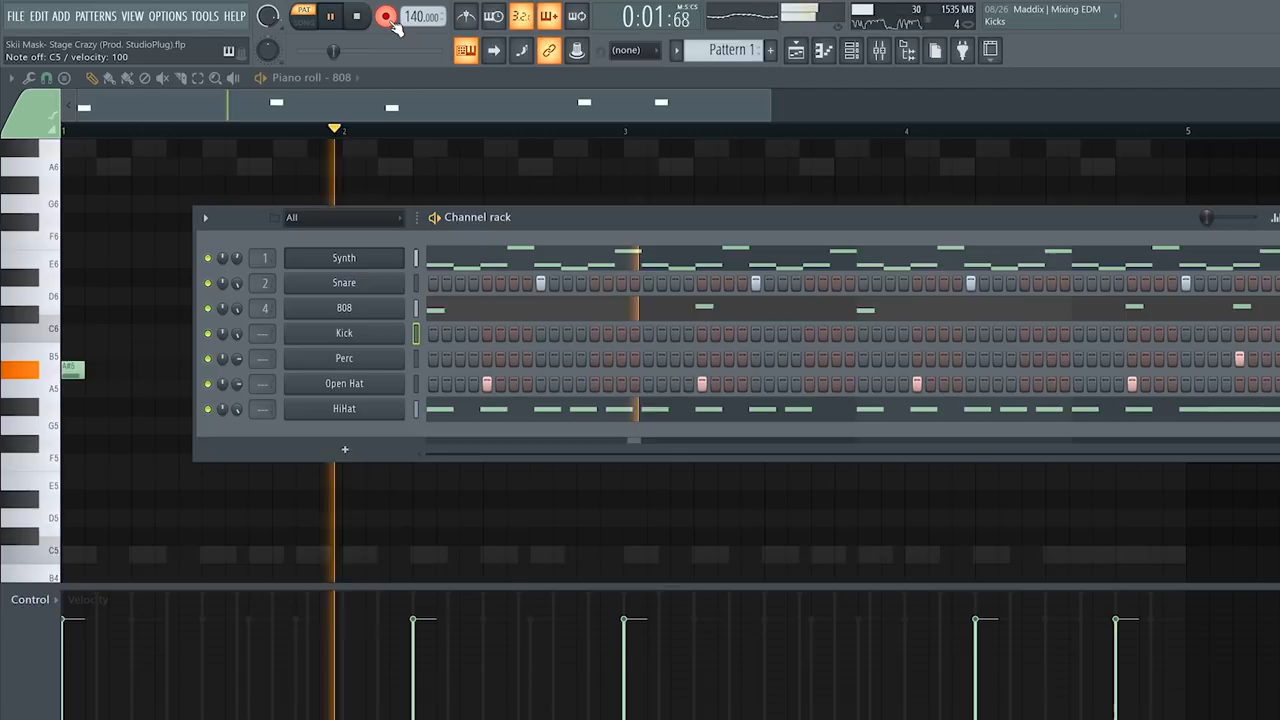 FILE EDIT ADD PATTERNS VIEW OPTIONS TOOLS HELP
PAT
SONG
140.000
3.2.
0:01:68
M:S:CS
30
1535 MB
4
08/26 Maddix | Mixing EDM
Kicks
Skii Mask- Stage Crazy (Prod. StudioPlug).flp
Note off: C5 / velocity: 100
(none)
Pattern 1
Piano roll - 808
1
2
3
4
5
A6
G6
F6
E6
D6
C6
B5
A5
G5
F5
E5
D5
C5
B4
A#5
All
Channel rack
1 Synth
2 Snare
4 808
--- Kick
--- Perc
--- Open Hat
--- HiHat
+
Control
Velocity